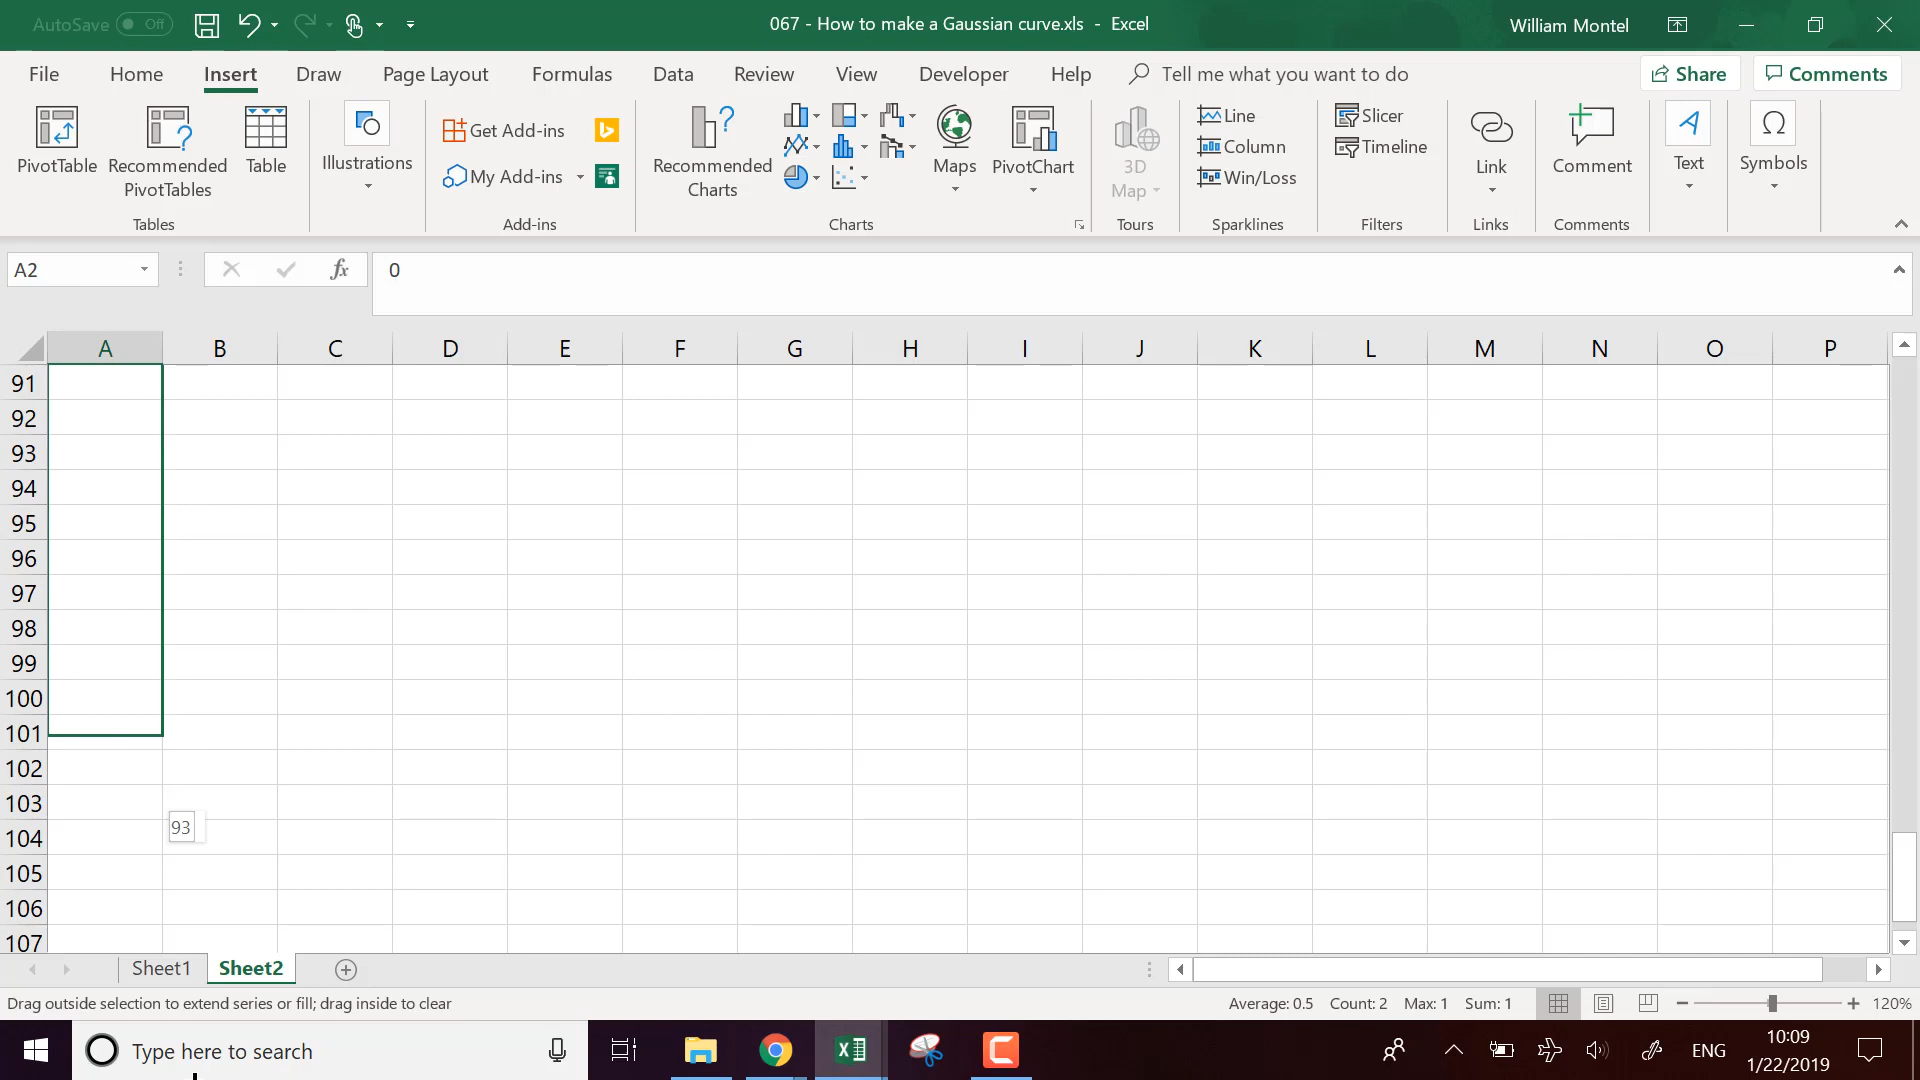 AutoSave Off
067 - How to make a Gaussian curve.xls - Excel
William Montel
File Home Insert Draw Page Layout Formulas Data Review View Developer Help Tell me what you want to do
Share Comments
PivotTable
Recommended
PivotTables
Table
Tables
Illustrations
Get Add-ins
My Add-ins
Add-ins
Recommended
Charts
Maps
PivotChart
Charts
3D
Map
Tours
Line
Column
Win/Loss
Sparklines
Slicer
Timeline
Filters
Link
Links
Comment
Comments
Text
Symbols
A2
fx
0
A B C D E F G H I J K L M N O P
91
92
93
94
95
96
97
98
99
100
101
102
103
93
104
105
106
107
Sheet1 Sheet2
Drag outside selection to extend series or fill; drag inside to clear
Average: 0.5 Count: 2 Max: 1 Sum: 1
120%
Type here to search
ENG
10:09
1/22/2019